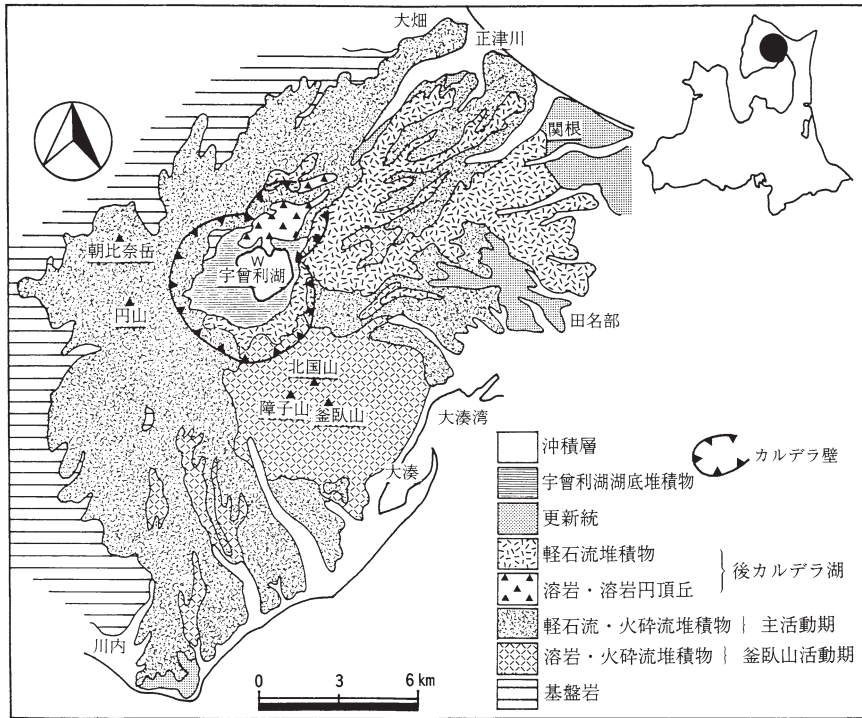 大畑
正津川
関根
朝比奈岳
W
宇曾利湖
円山
田名部
北国山
障子山
釜臥山
大湊湾
大湊
川内
沖積層
カルデラ壁
宇曾利湖湖底堆積物
更新統
軽石流堆積物
溶岩・溶岩円頂丘
後カルデラ湖
軽石流・火砕流堆積物 } 主活動期
溶岩・火砕流堆積物 } 釜臥山活動期
基盤岩
0 3 6 km